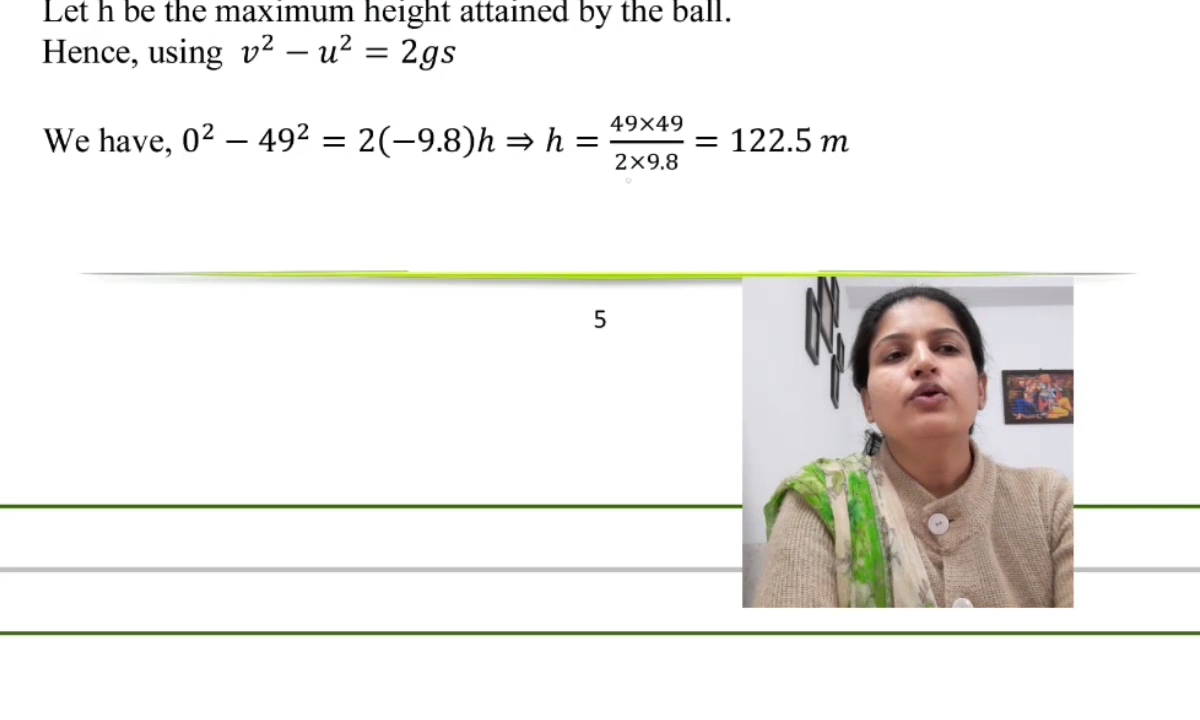 Let h be the maximum height attained by the ball.
Hence, using v² − u² = 2gs
We have, 0² − 49² = 2(−9.8)h ⇒ h = 49×49/2×9.8 = 122.5 m
5